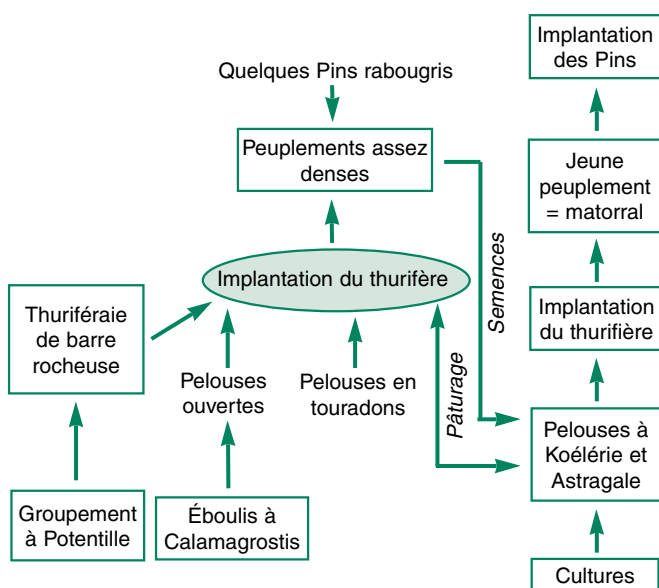 Quelques Pins rabougris
Peuplements assez
denses
Implantation du thurifère
Thuriféraie
de barre
rocheuse
Pelouses
ouvertes
Pelouses en
touradons
Groupement
à Potentille
Éboulis à
Calamagrostis
Pâturage
Semences
Implantation
des Pins
Jeune
peuplement
= matorral
Implantation
du thurifière
Pelouses à
Koélérie et
Astragale
Cultures